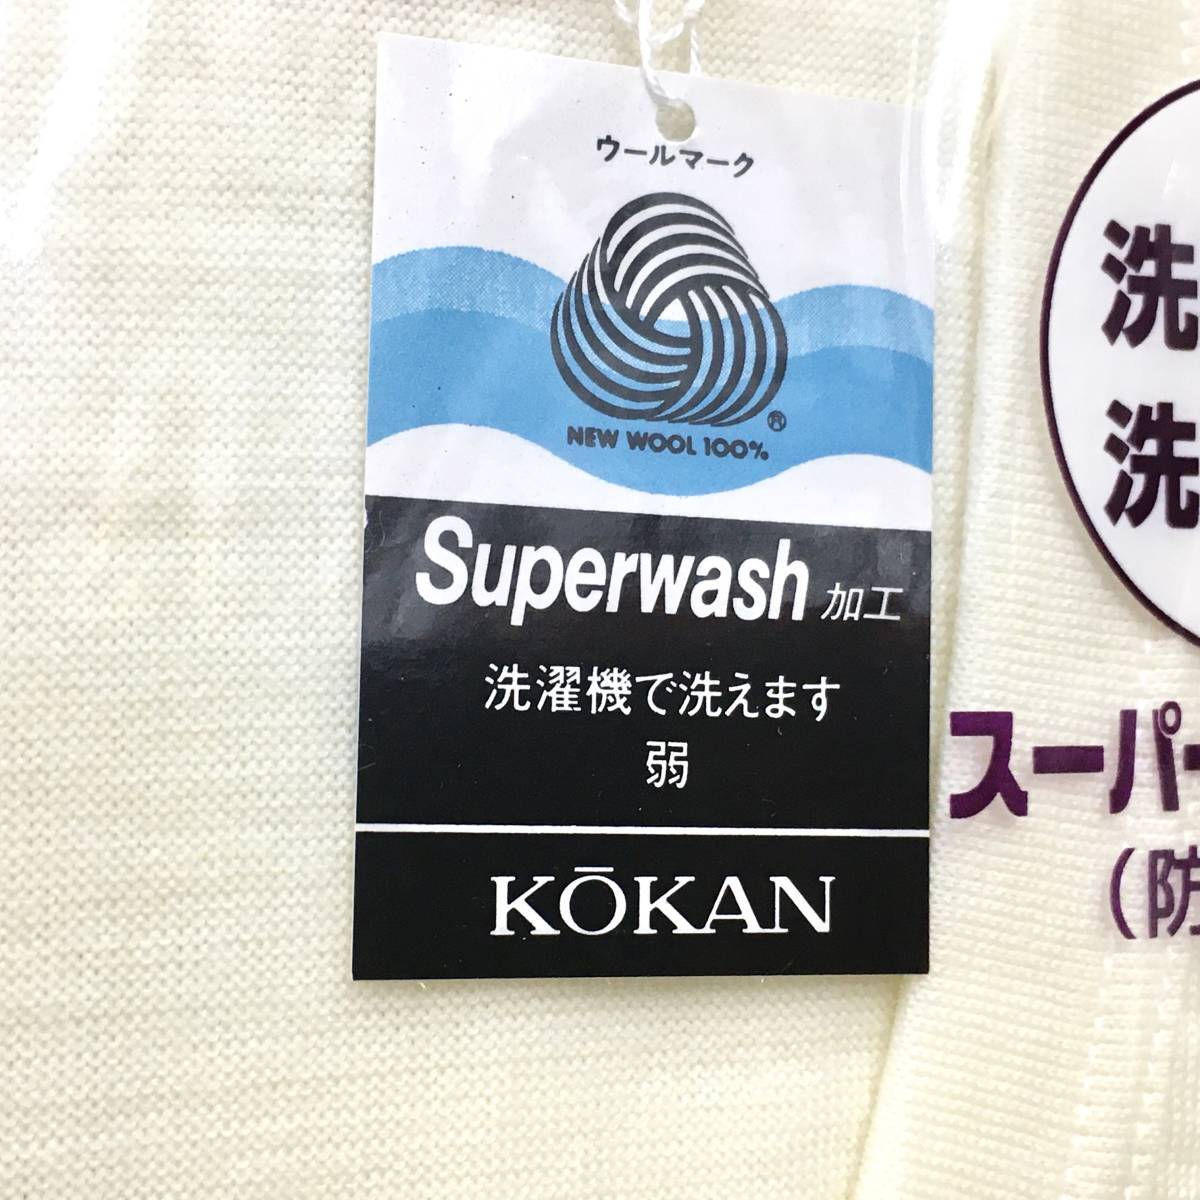 ウールマーク
®
NEW WOOL 100%
Superwash 加工
洗濯機で洗えます
弱
KŌKAN
洗
洗
スーパー
(防